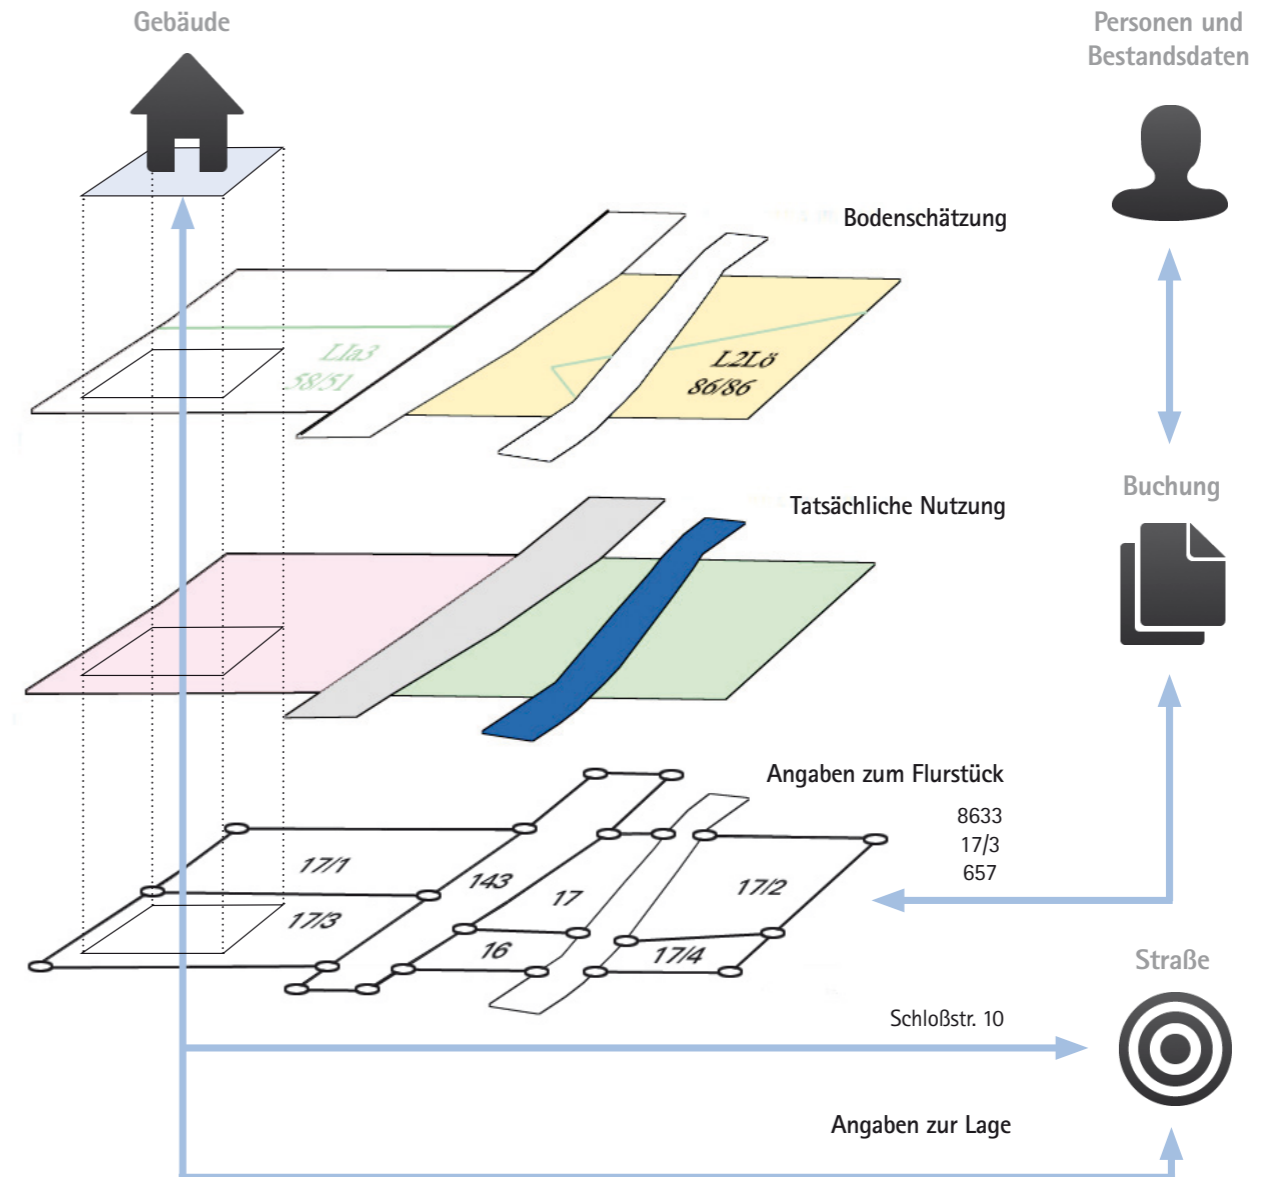 Gebäude
Personen und
Bestandsdaten
Bodenschätzung
LIa3
58/51
L2Lö
86/86
Buchung
Tatsächliche Nutzung
Angaben zum Flurstück
8633
17/3
657
17/1
143
17
17/2
17/3
16
17/4
Straße
Schloßstr. 10
Angaben zur Lage